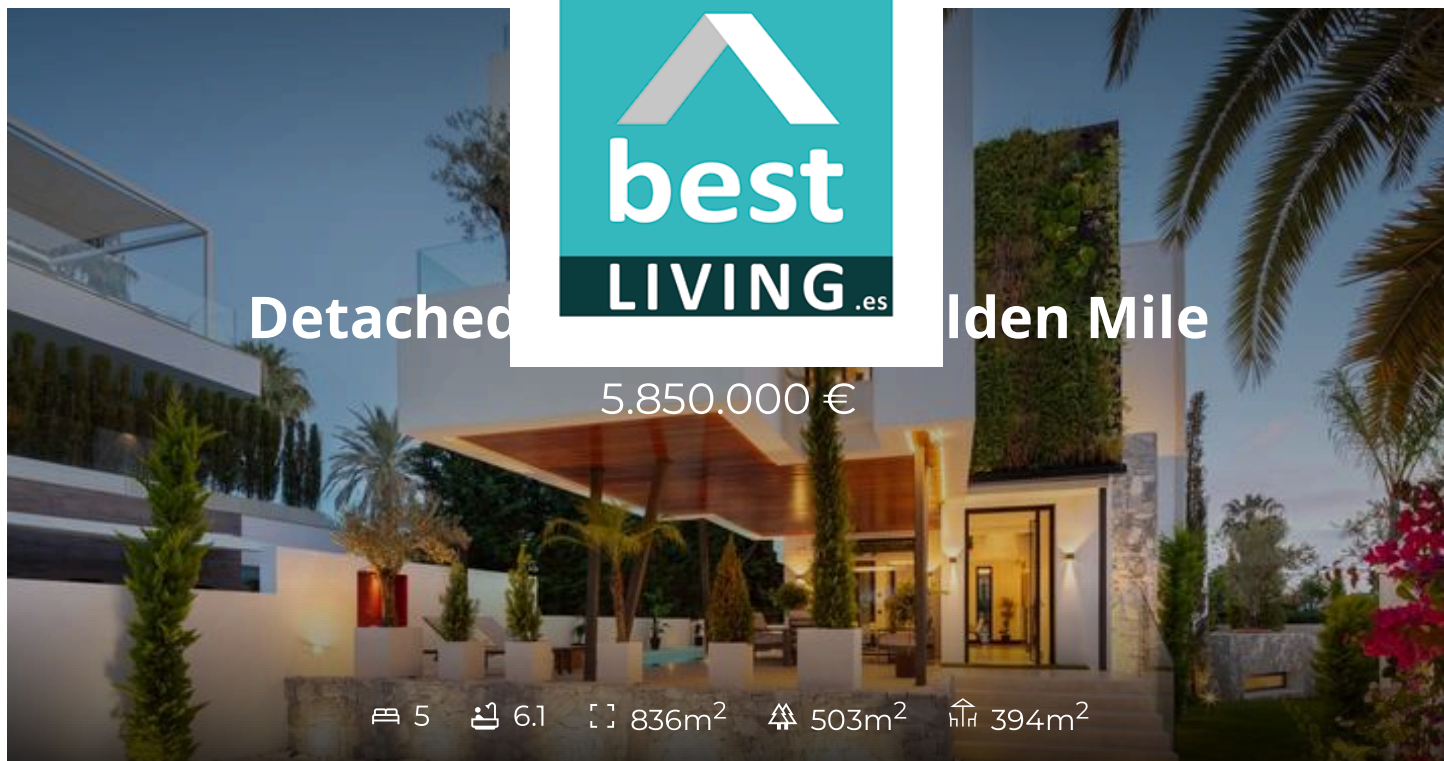 best
LIVING.es
Detached lden Mile
5.850.000 €
5 6.1 836m² 503m² 394m²